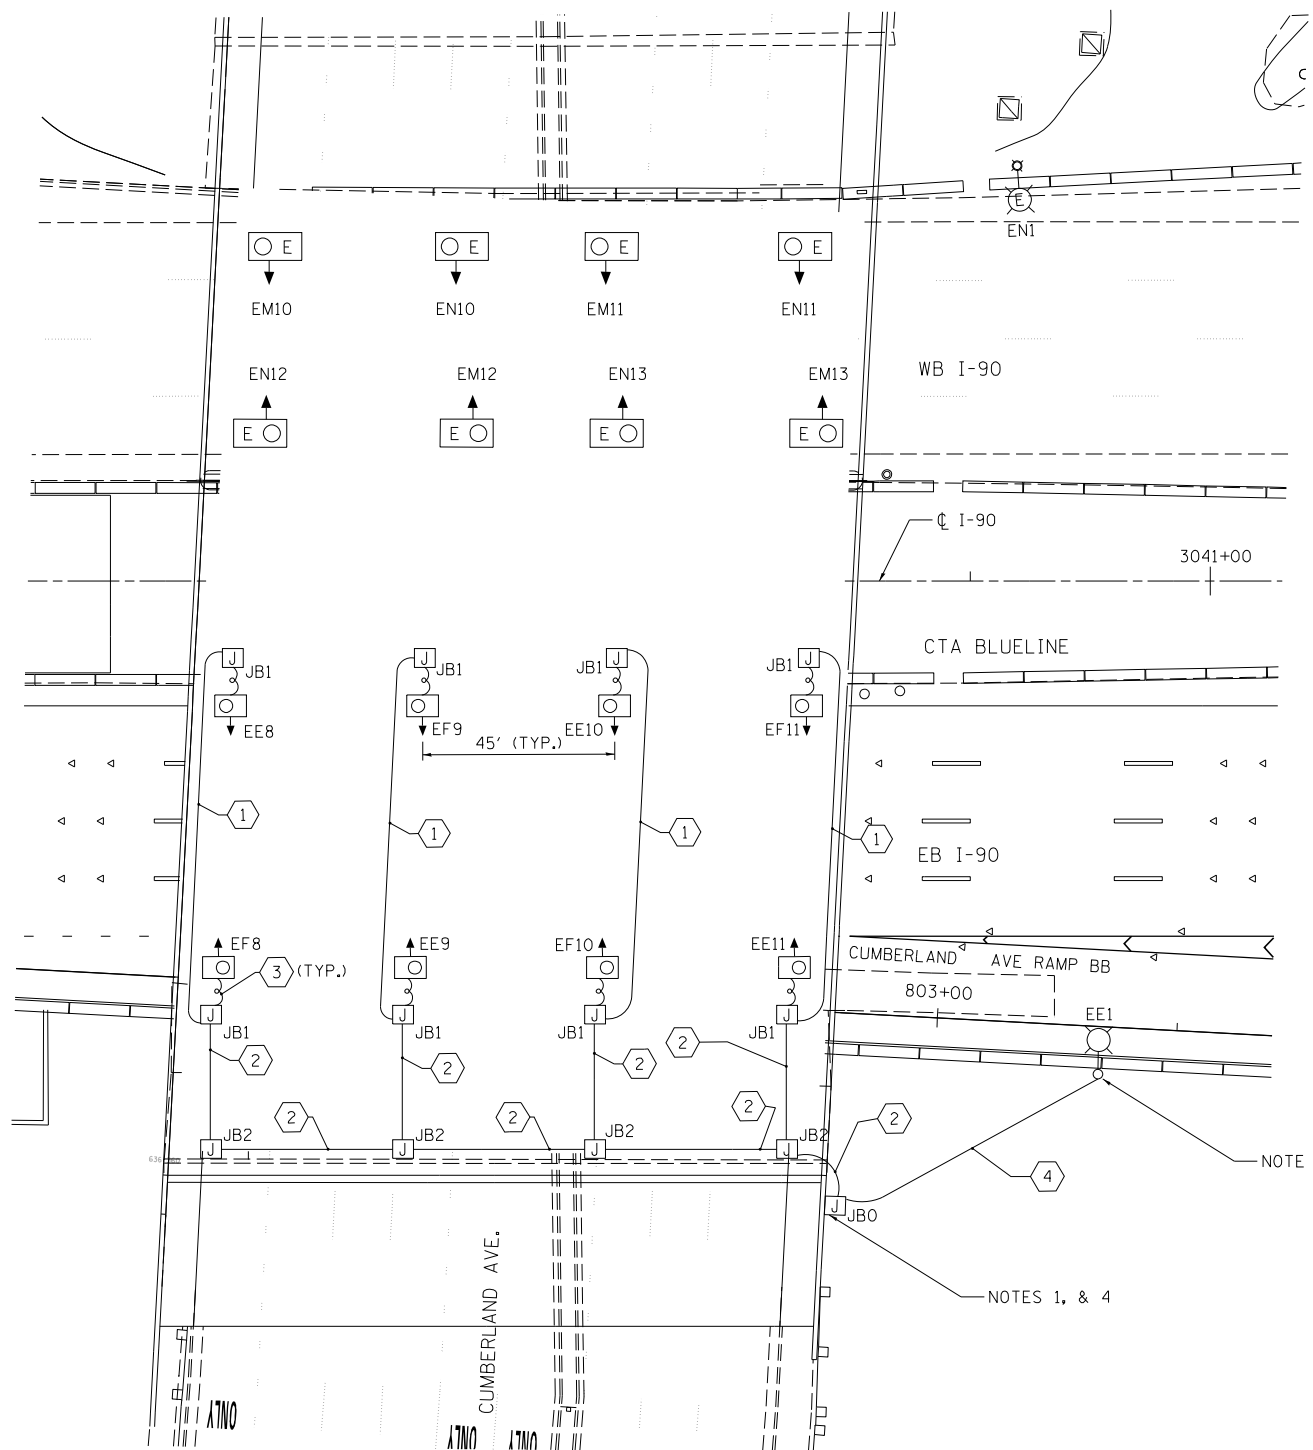 E
EN1
E E E E
EM10 EN10 EM11 EN11
EN12 EM12 EN13 EM13
WB I-90
E E E E
℄ I-90
3041+00
CTA BLUELINE
J J J J
JB1 JB1 JB1 JB1
EE8 EF9 EE10 EF11
45' (TYP.)
1 1 1 1
EB I-90
EF8 EE9 EF10 EE11
CUMBERLAND AVE RAMP BB
3 (TYP.)
803+00
J J J J
EE1
JB1 JB1 JB1 JB1
2 2 2 2
2 2 2 2
JB2 JB2 JB2 JB2
J J J J
636
NOTE
4
J
JB0
CUMBERLAND AVE.
NOTES 1, & 4
ONLY
ONLY
ONLY